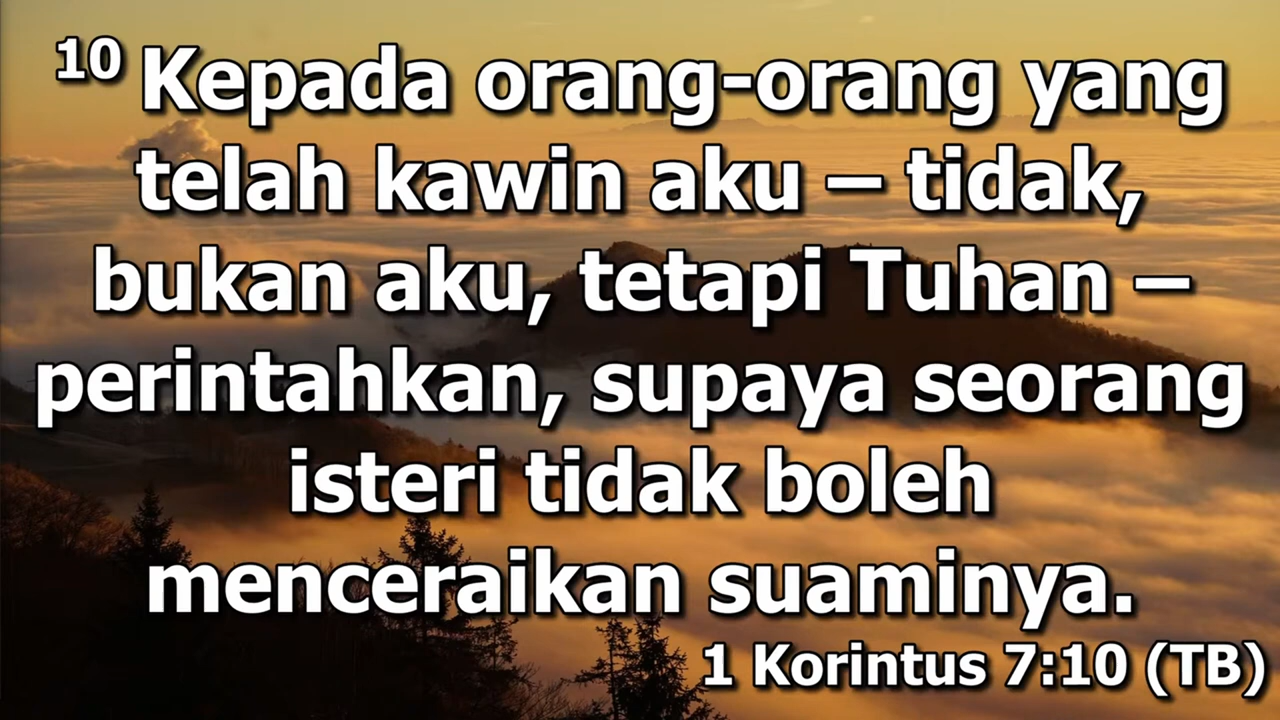 10 Kepada orang-orang yang
telah kawin aku – tidak,
bukan aku, tetapi Tuhan –
perintahkan, supaya seorang
isteri tidak boleh
menceraikan suaminya.
1 Korintus 7:10 (TB)